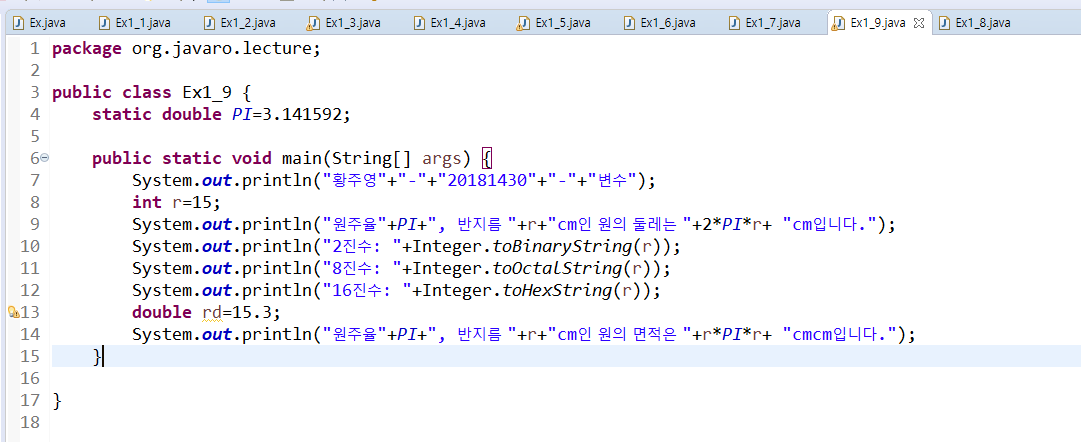 Ex.java Ex1_1.java Ex1_2.java Ex1_3.java Ex1_4.java Ex1_5.java Ex1_6.java Ex1_7.java Ex1_9.java Ex1_8.java
1 package org.javaro.lecture;
2
3 public class Ex1_9 {
4     static double PI=3.141592;
5
6     public static void main(String[] args) {
7         System.out.println("황주영"+"-"+"20181430"+"-"+"변수");
8         int r=15;
9         System.out.println("원주율"+PI+", 반지름 "+r+"cm인 원의 둘레는 "+2*PI*r+ "cm입니다.");
10         System.out.println("2진수: "+Integer.toBinaryString(r));
11         System.out.println("8진수: "+Integer.toOctalString(r));
12         System.out.println("16진수: "+Integer.toHexString(r));
13         double rd=15.3;
14         System.out.println("원주율"+PI+", 반지름 "+r+"cm인 원의 면적은 "+r*PI*r+ "cmcm입니다.");
15     }
16
17 }
18